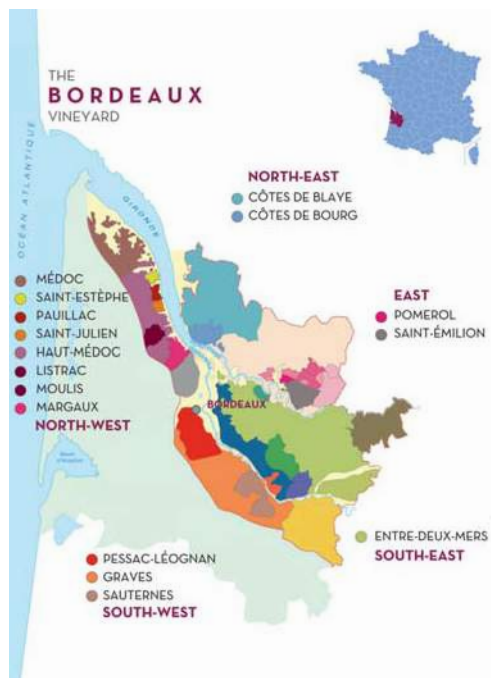 THE
BORDEAUX
VINEYARD
OCÉAN ATLANTIQUE
GIRONDE
NORTH-EAST
CÔTES DE BLAYE
CÔTES DE BOURG
MÉDOC
SAINT-ESTÈPHE
PAUILLAC
SAINT-JULIEN
HAUT-MÉDOC
LISTRAC
MOULIS
MARGAUX
NORTH-WEST
EAST
POMEROL
SAINT-ÉMILION
BORDEAUX
ENTRE-DEUX-MERS
SOUTH-EAST
PESSAC-LÉOGNAN
GRAVES
SAUTERNES
SOUTH-WEST